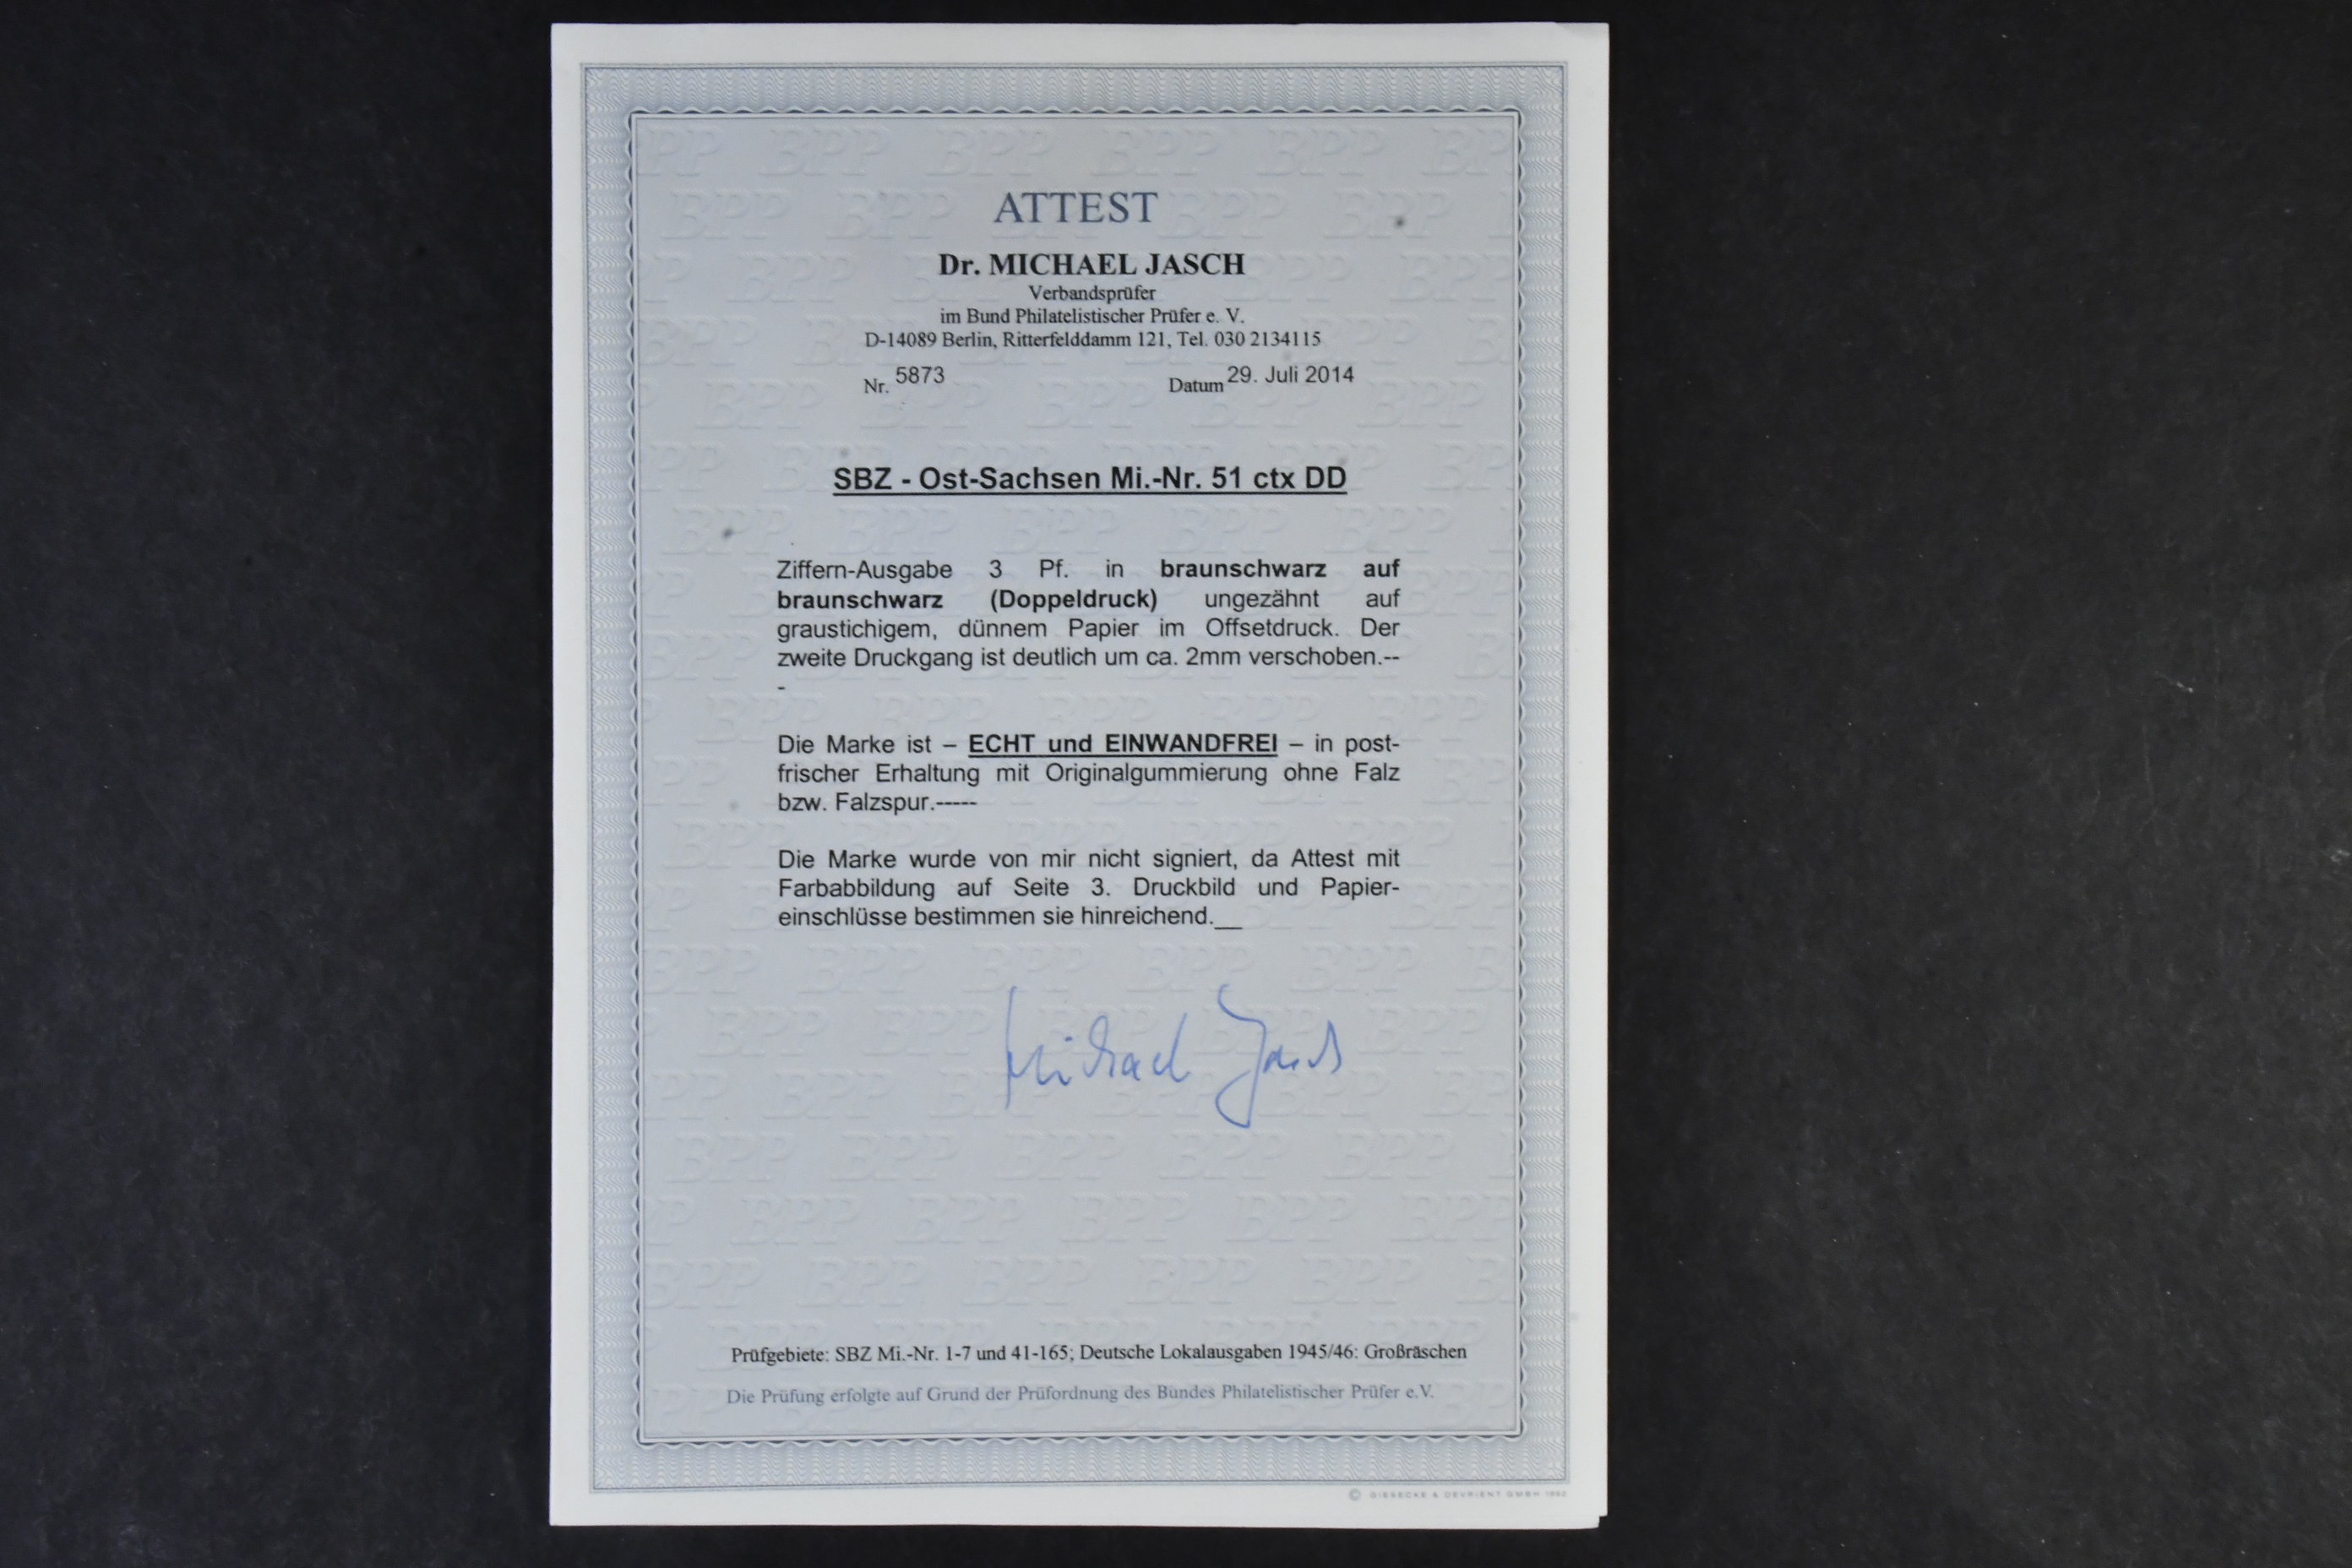 ATTEST
Dr. MICHAEL JASCH
Verbandsprüfer
im Bund Philatelistischer Prüfer e. V.
D-14089 Berlin, Ritterfelddamm 121, Tel. 030 2134115
Nr. 5873 Datum 29. Juli 2014
SBZ - Ost-Sachsen Mi.-Nr. 51 ctx DD
Ziffern-Ausgabe 3 Pf. in braunschwarz auf
braunschwarz (Doppeldruck) ungezähnt auf
graustichigem, dünnem Papier im Offsetdruck. Der
zweite Druckgang ist deutlich um ca. 2mm verschoben.--
-
Die Marke ist – ECHT und EINWANDFREI – in post-
frischer Erhaltung mit Originalgummierung ohne Falz
bzw. Falzspur.-----
Die Marke wurde von mir nicht signiert, da Attest mit
Farbabbildung auf Seite 3. Druckbild und Papier-
einschlüsse bestimmen sie hinreichend.__
Michael Jasch
Prüfgebiete: SBZ Mi.-Nr. 1-7 und 41-165; Deutsche Lokalausgaben 1945/46: Großräschen
Die Prüfung erfolgte auf Grund der Prüfordnung des Bundes Philatelistischer Prüfer e.V.
© GIESECKE & DEVRIENT GMBH 1992